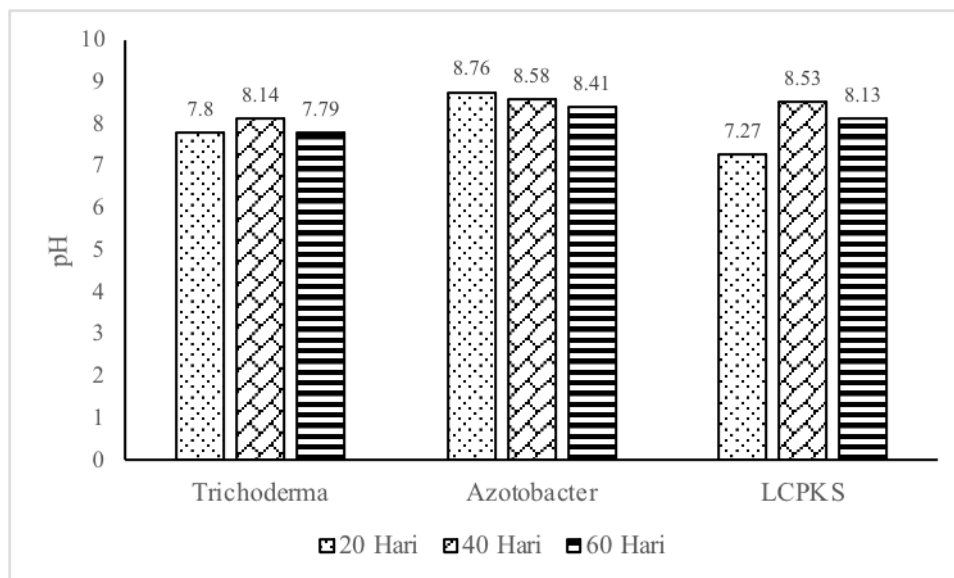 10
9
8
7
6
5
4
3
2
1
0
pH
7.8
8.14
7.79
8.76
8.58
8.41
7.27
8.53
8.13
Trichoderma
Azotobacter
LCPKS
20 Hari
40 Hari
60 Hari